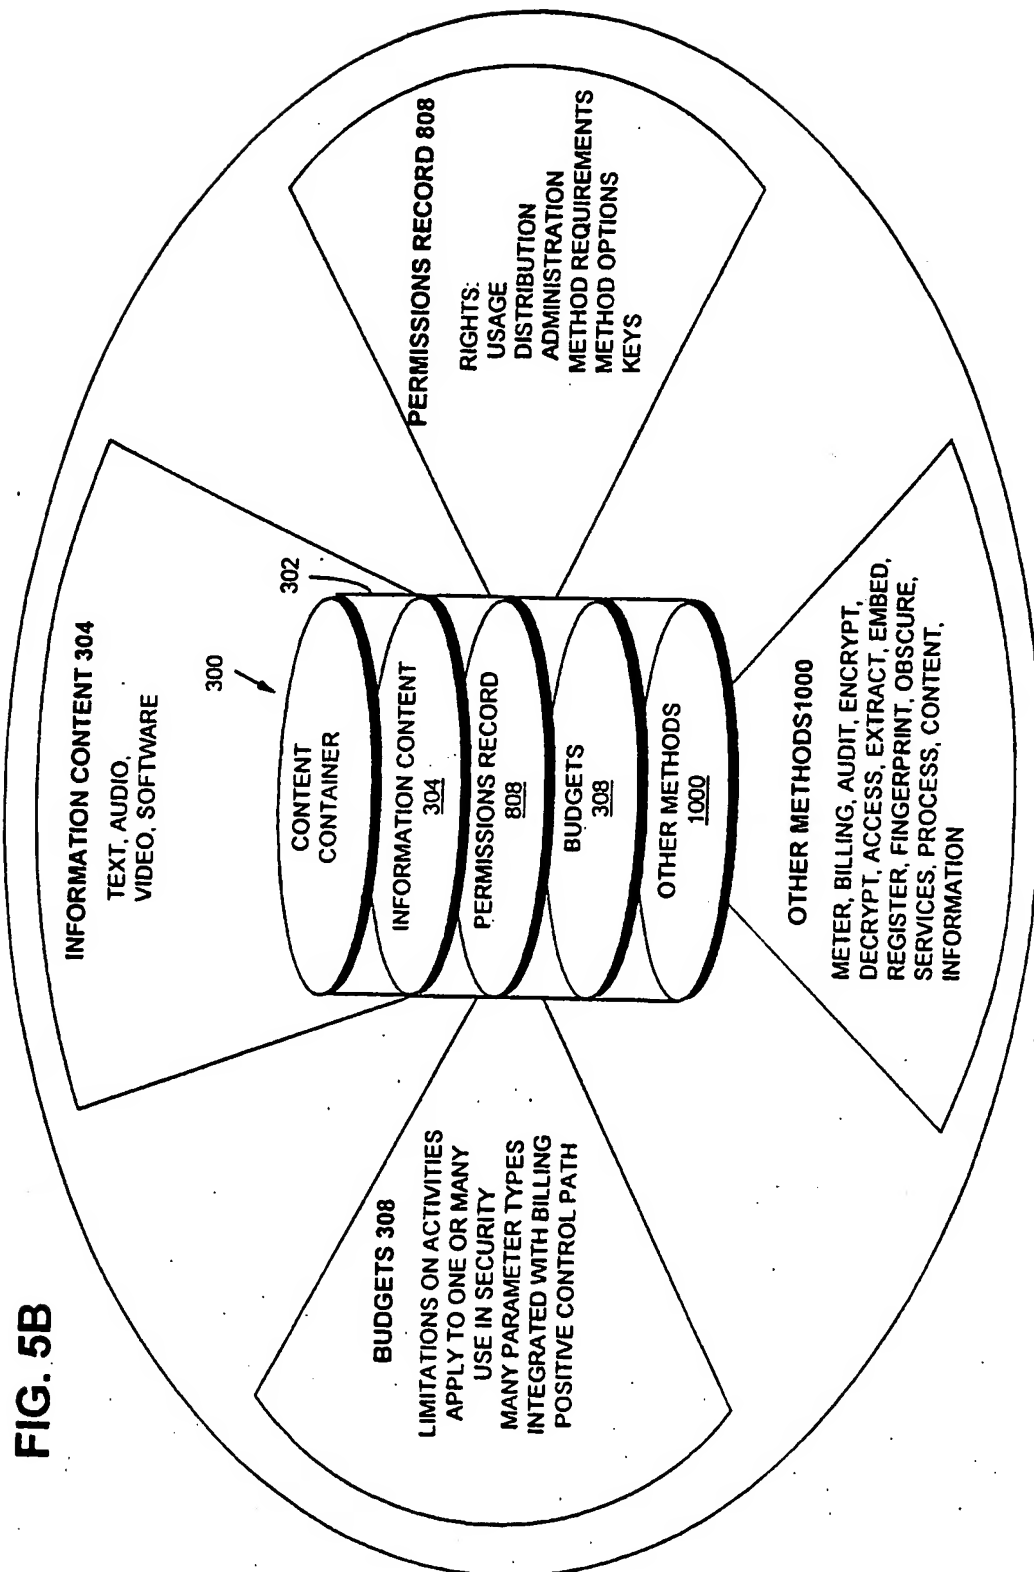 FIG. 5B
INFORMATION CONTENT 304
TEXT, AUDIO,
VIDEO, SOFTWARE
BUDGETS 308
LIMITATIONS ON ACTIVITIES
APPLY TO ONE OR MANY
USE IN SECURITY
MANY PARAMETER TYPES
INTEGRATED WITH BILLING
POSITIVE CONTROL PATH
300
302
CONTENT
CONTAINER
INFORMATION CONTENT
304
PERMISSIONS RECORD
808
BUDGETS
308
OTHER METHODS
1000
PERMISSIONS RECORD 808
RIGHTS:
USAGE
DISTRIBUTION
ADMINISTRATION
METHOD REQUIREMENTS
METHOD OPTIONS
KEYS
OTHER METHODS1000
METER, BILLING, AUDIT, ENCRYPT,
DECRYPT, ACCESS, EXTRACT, EMBED,
REGISTER, FINGERPRINT, OBSCURE,
SERVICES, PROCESS, CONTENT,
INFORMATION